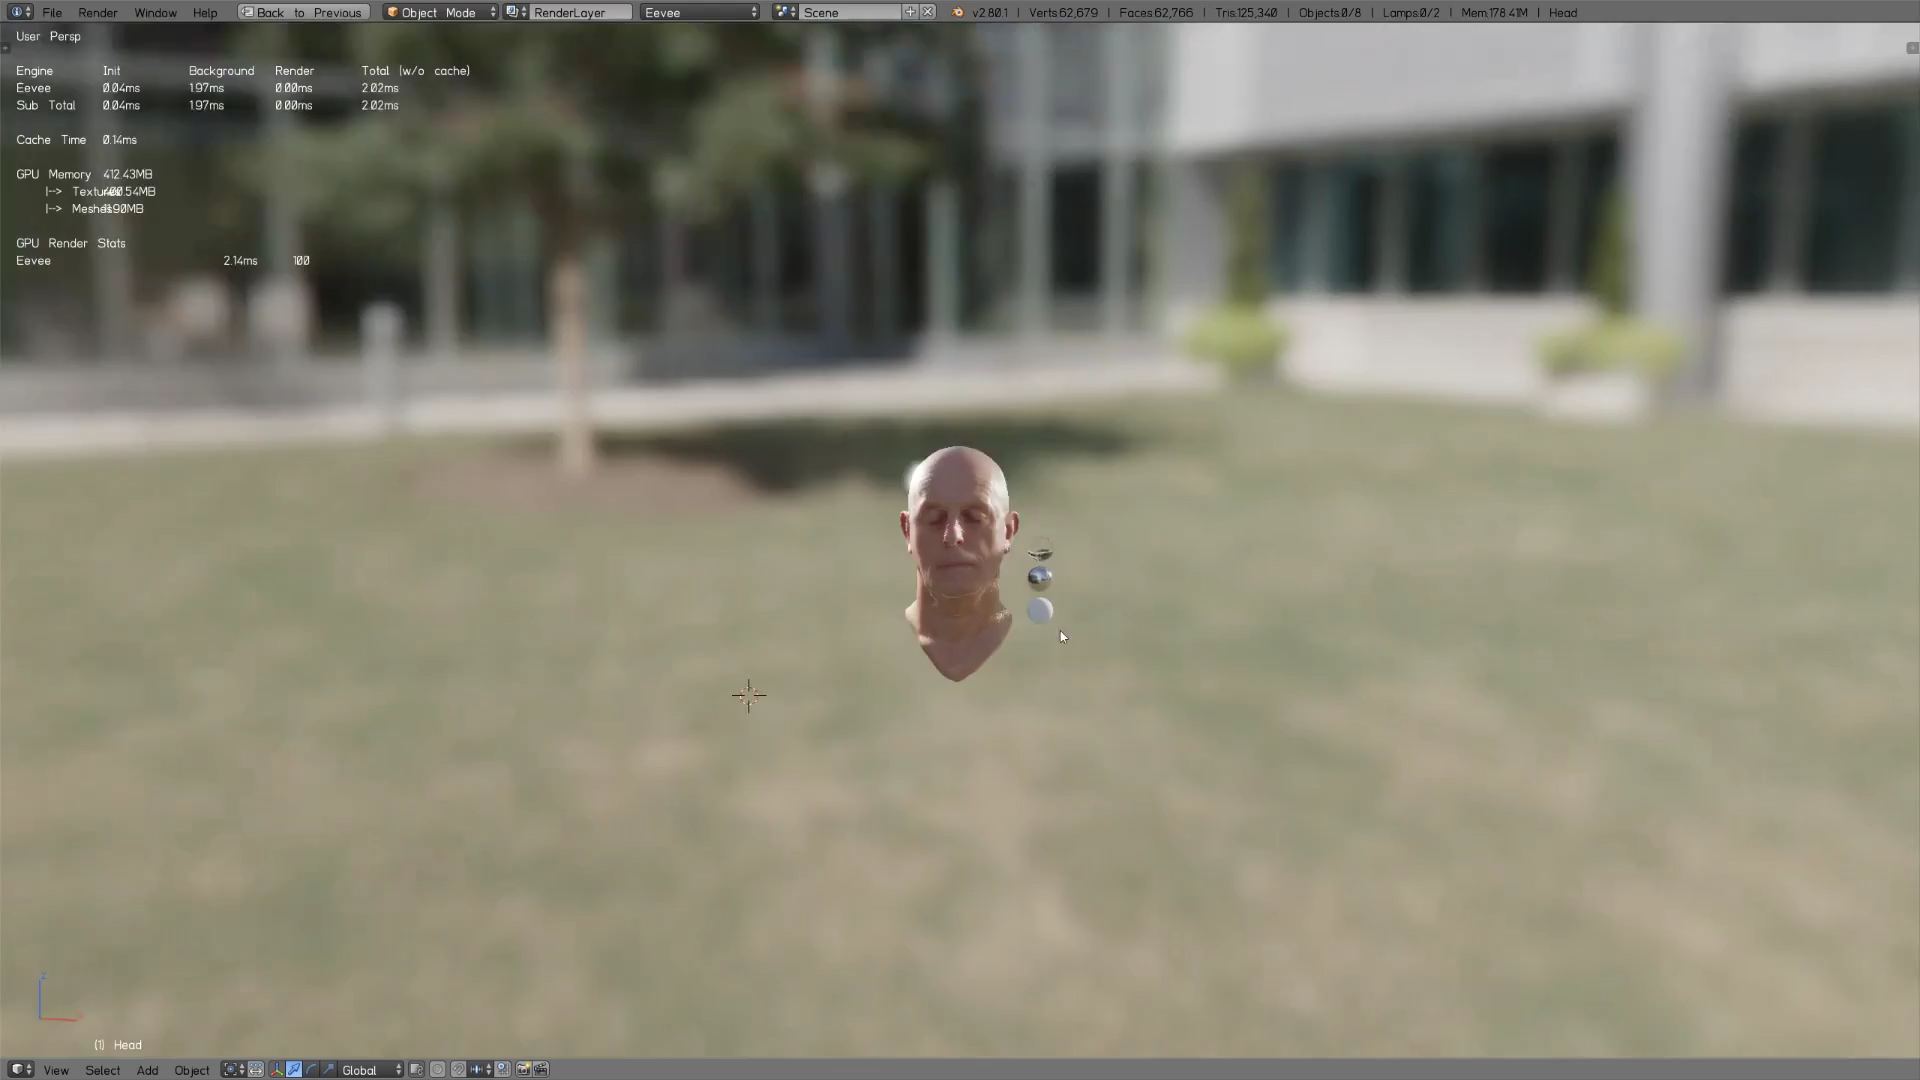 File Render Window Help Back to Previous Object Mode RenderLayer Eevee Scene v2.80.1 | Verts:62,679 | Faces:62,766 | Tris:125,340 | Objects:0/8 | Lamps:0/2 | Mem:178.41M | Head
User Persp
Engine Init Background Render Total (w/o cache)
Eevee 0.04ms 1.97ms 0.00ms 2.02ms
Sub Total 0.04ms 1.97ms 0.00ms 2.02ms
Cache Time 0.14ms
GPU Memory 412.43MB
|--> Textures
|--> Meshes
GPU Render Stats
Eevee 2.14ms 100
(1) Head
View Select Add Object Global